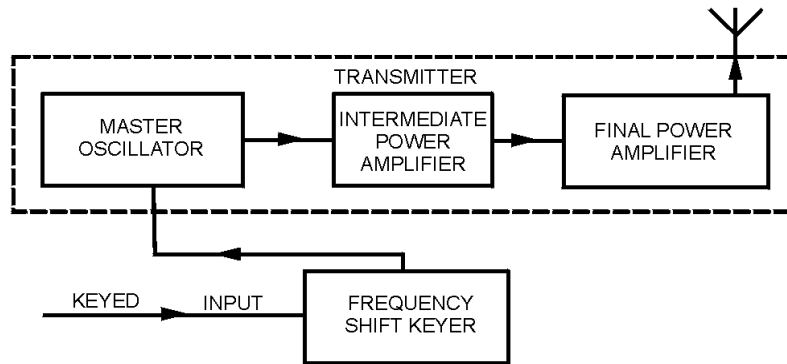 TRANSMITTER
MASTER
OSCILLATOR
INTERMEDIATE
POWER
AMPLIFIER
FINAL POWER
AMPLIFIER
KEYED INPUT
FREQUENCY
SHIFT KEYER